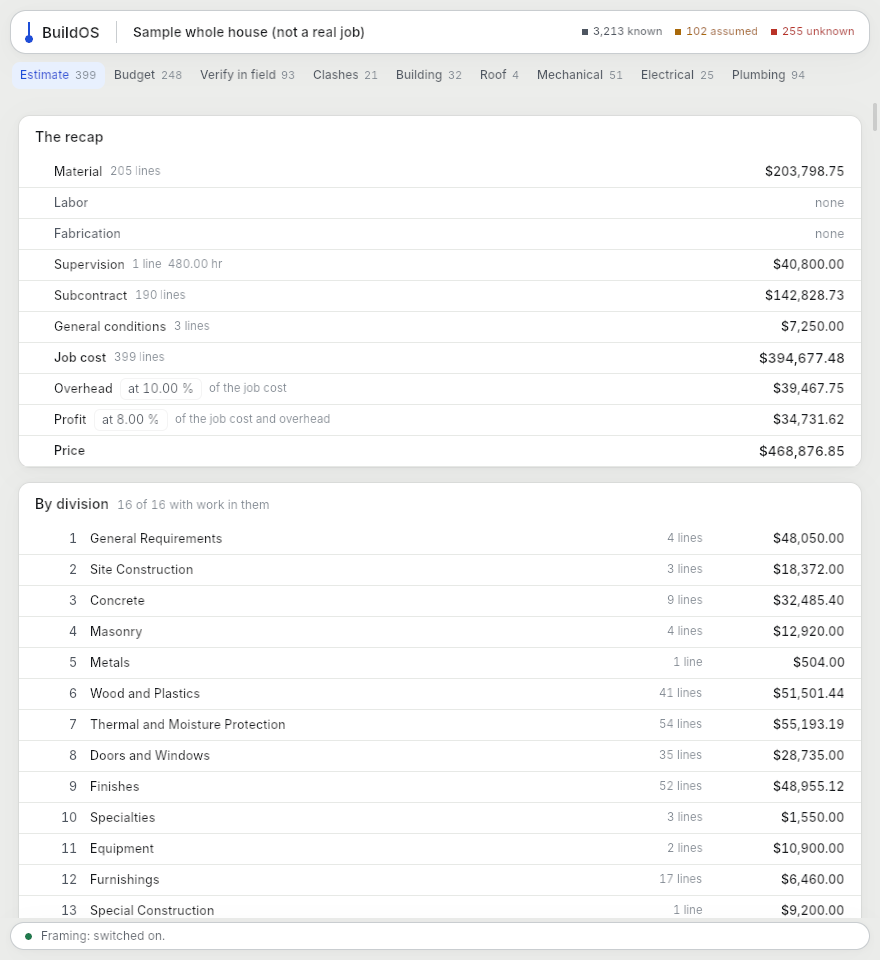 BuildOS Sample whole house (not a real job) 3,213 known 102 assumed 255 unknown
Estimate 399 Budget 248 Verify in field 93 Clashes 21 Building 32 Roof 4 Mechanical 51 Electrical 25 Plumbing 94
The recap
Material 205 lines $203,798.75
Labor none
Fabrication none
Supervision 1 line 480.00 hr $40,800.00
Subcontract 190 lines $142,828.73
General conditions 3 lines $7,250.00
Job cost 399 lines $394,677.48
Overhead at 10.00 % of the job cost $39,467.75
Profit at 8.00 % of the job cost and overhead $34,731.62
Price $468,876.85
By division 16 of 16 with work in them
1 General Requirements 4 lines $48,050.00
2 Site Construction 3 lines $18,372.00
3 Concrete 9 lines $32,485.40
4 Masonry 4 lines $12,920.00
5 Metals 1 line $504.00
6 Wood and Plastics 41 lines $51,501.44
7 Thermal and Moisture Protection 54 lines $55,193.19
8 Doors and Windows 35 lines $28,735.00
9 Finishes 52 lines $48,955.12
10 Specialties 3 lines $1,550.00
11 Equipment 2 lines $10,900.00
12 Furnishings 17 lines $6,460.00
13 Special Construction 1 line $9,200.00
Framing: switched on.